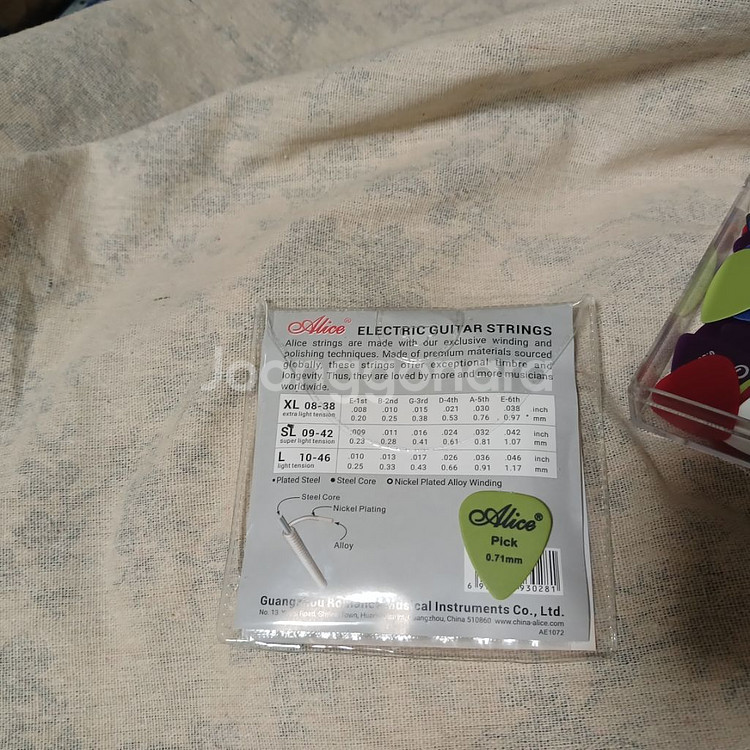 Alice® ELECTRIC GUITAR STRINGS
Alice strings are made with our exclusive winding and
polishing techniques. Made of premium materials sourced
globally, these strings offer exceptional timbre and
longevity. Thus, they are loved by more and more musicians
worldwide.
E-1st B-2nd G-3rd D-4th A-5th E-6th
XL 08-38 .008 .010 .015 .021 .030 .038 inch
extra light tension 0.20 0.25 0.38 0.53 0.76 0.97 mm
SL 09-42 .009 .011 .016 .024 .032 .042 inch
super light tension 0.23 0.28 0.41 0.61 0.81 1.07 mm
L 10-46 .010 .013 .017 .026 .036 .046 inch
light tension 0.25 0.33 0.43 0.66 0.91 1.17 mm
Plated Steel Steel Core Nickel Plated Alloy Winding
Steel Core
Nickel Plating
Alloy
Alice®
Pick
0.71mm
6 930281
Guangzhou Romance Musical Instruments Co., Ltd.
Guangzhou, China 510860 www.china-alice.com
AE1072